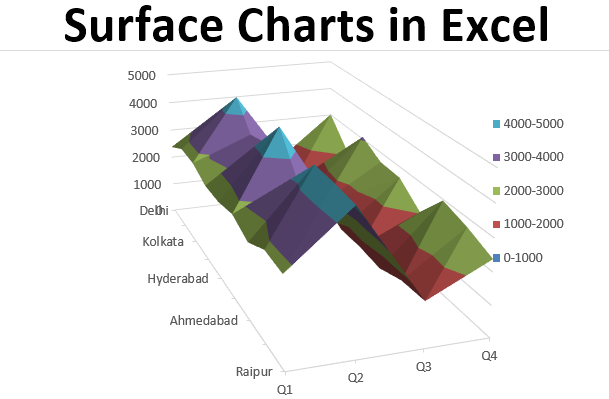 Surface Charts in Excel
5000
4000
3000
2000
1000
0
Delhi
Kolkata
Hyderabad
Ahmedabad
Raipur
Q1
Q2
Q3
Q4
4000-5000
3000-4000
2000-3000
1000-2000
0-1000